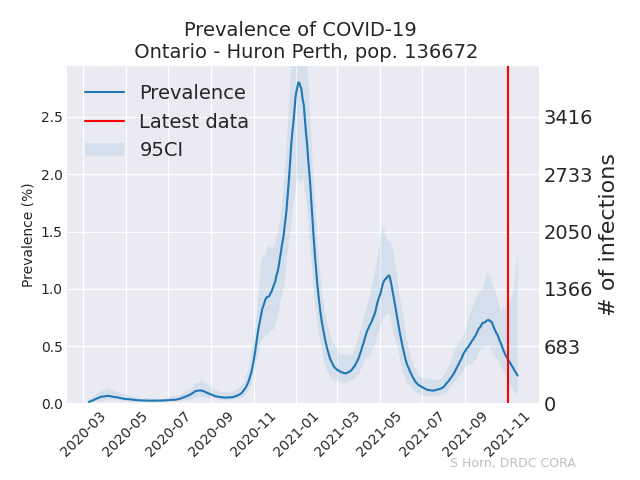 Prevalence of COVID-19
Ontario - Huron Perth, pop. 136672
Prevalence
Latest data
95CI
Prevalence (%)
2.5
2.0
1.5
1.0
0.5
0.0
3416
2733
2050
1366
683
0
# of infections
2020-03
2020-05
2020-07
2020-09
2020-11
2021-01
2021-03
2021-05
2021-07
2021-09
2021-11
S Horn, DRDC CORA